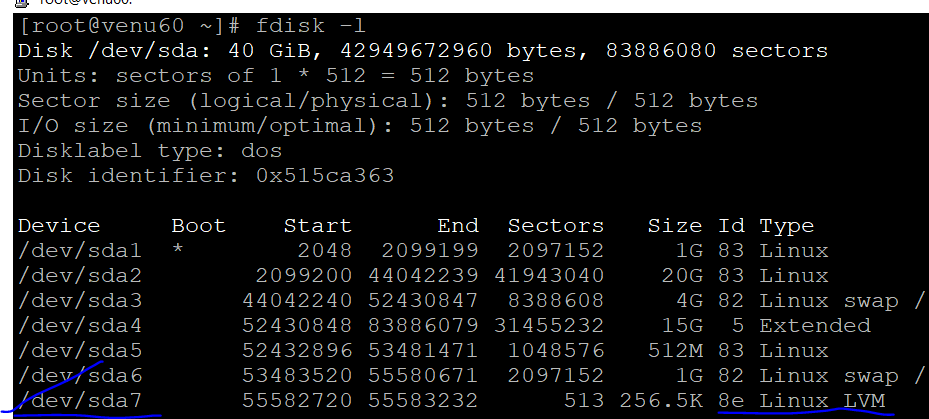 root@venu60:
[root@venu60 ~]# fdisk -l
Disk /dev/sda: 40 GiB, 42949672960 bytes, 83886080 sectors
Units: sectors of 1 * 512 = 512 bytes
Sector size (logical/physical): 512 bytes / 512 bytes
I/O size (minimum/optimal): 512 bytes / 512 bytes
Disklabel type: dos
Disk identifier: 0x515ca363
Device Boot Start End Sectors Size Id Type
/dev/sda1 * 2048 2099199 2097152 1G 83 Linux
/dev/sda2 2099200 44042239 41943040 20G 83 Linux
/dev/sda3 44042240 52430847 8388608 4G 82 Linux swap /
/dev/sda4 52430848 83886079 31455232 15G 5 Extended
/dev/sda5 52432896 53481471 1048576 512M 83 Linux
/dev/sda6 53483520 55580671 2097152 1G 82 Linux swap /
/dev/sda7 55582720 55583232 513 256.5K 8e Linux LVM